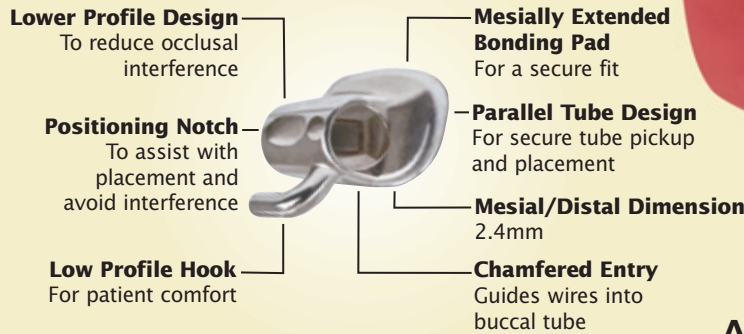 Lower Profile Design
To reduce occlusal
interference
Positioning Notch
To assist with
placement and
avoid interference
Low Profile Hook
For patient comfort
Mesially Extended
Bonding Pad
For a secure fit
Parallel Tube Design
For secure tube pickup
and placement
Mesial/Distal Dimension
2.4mm
Chamfered Entry
Guides wires into
buccal tube
A